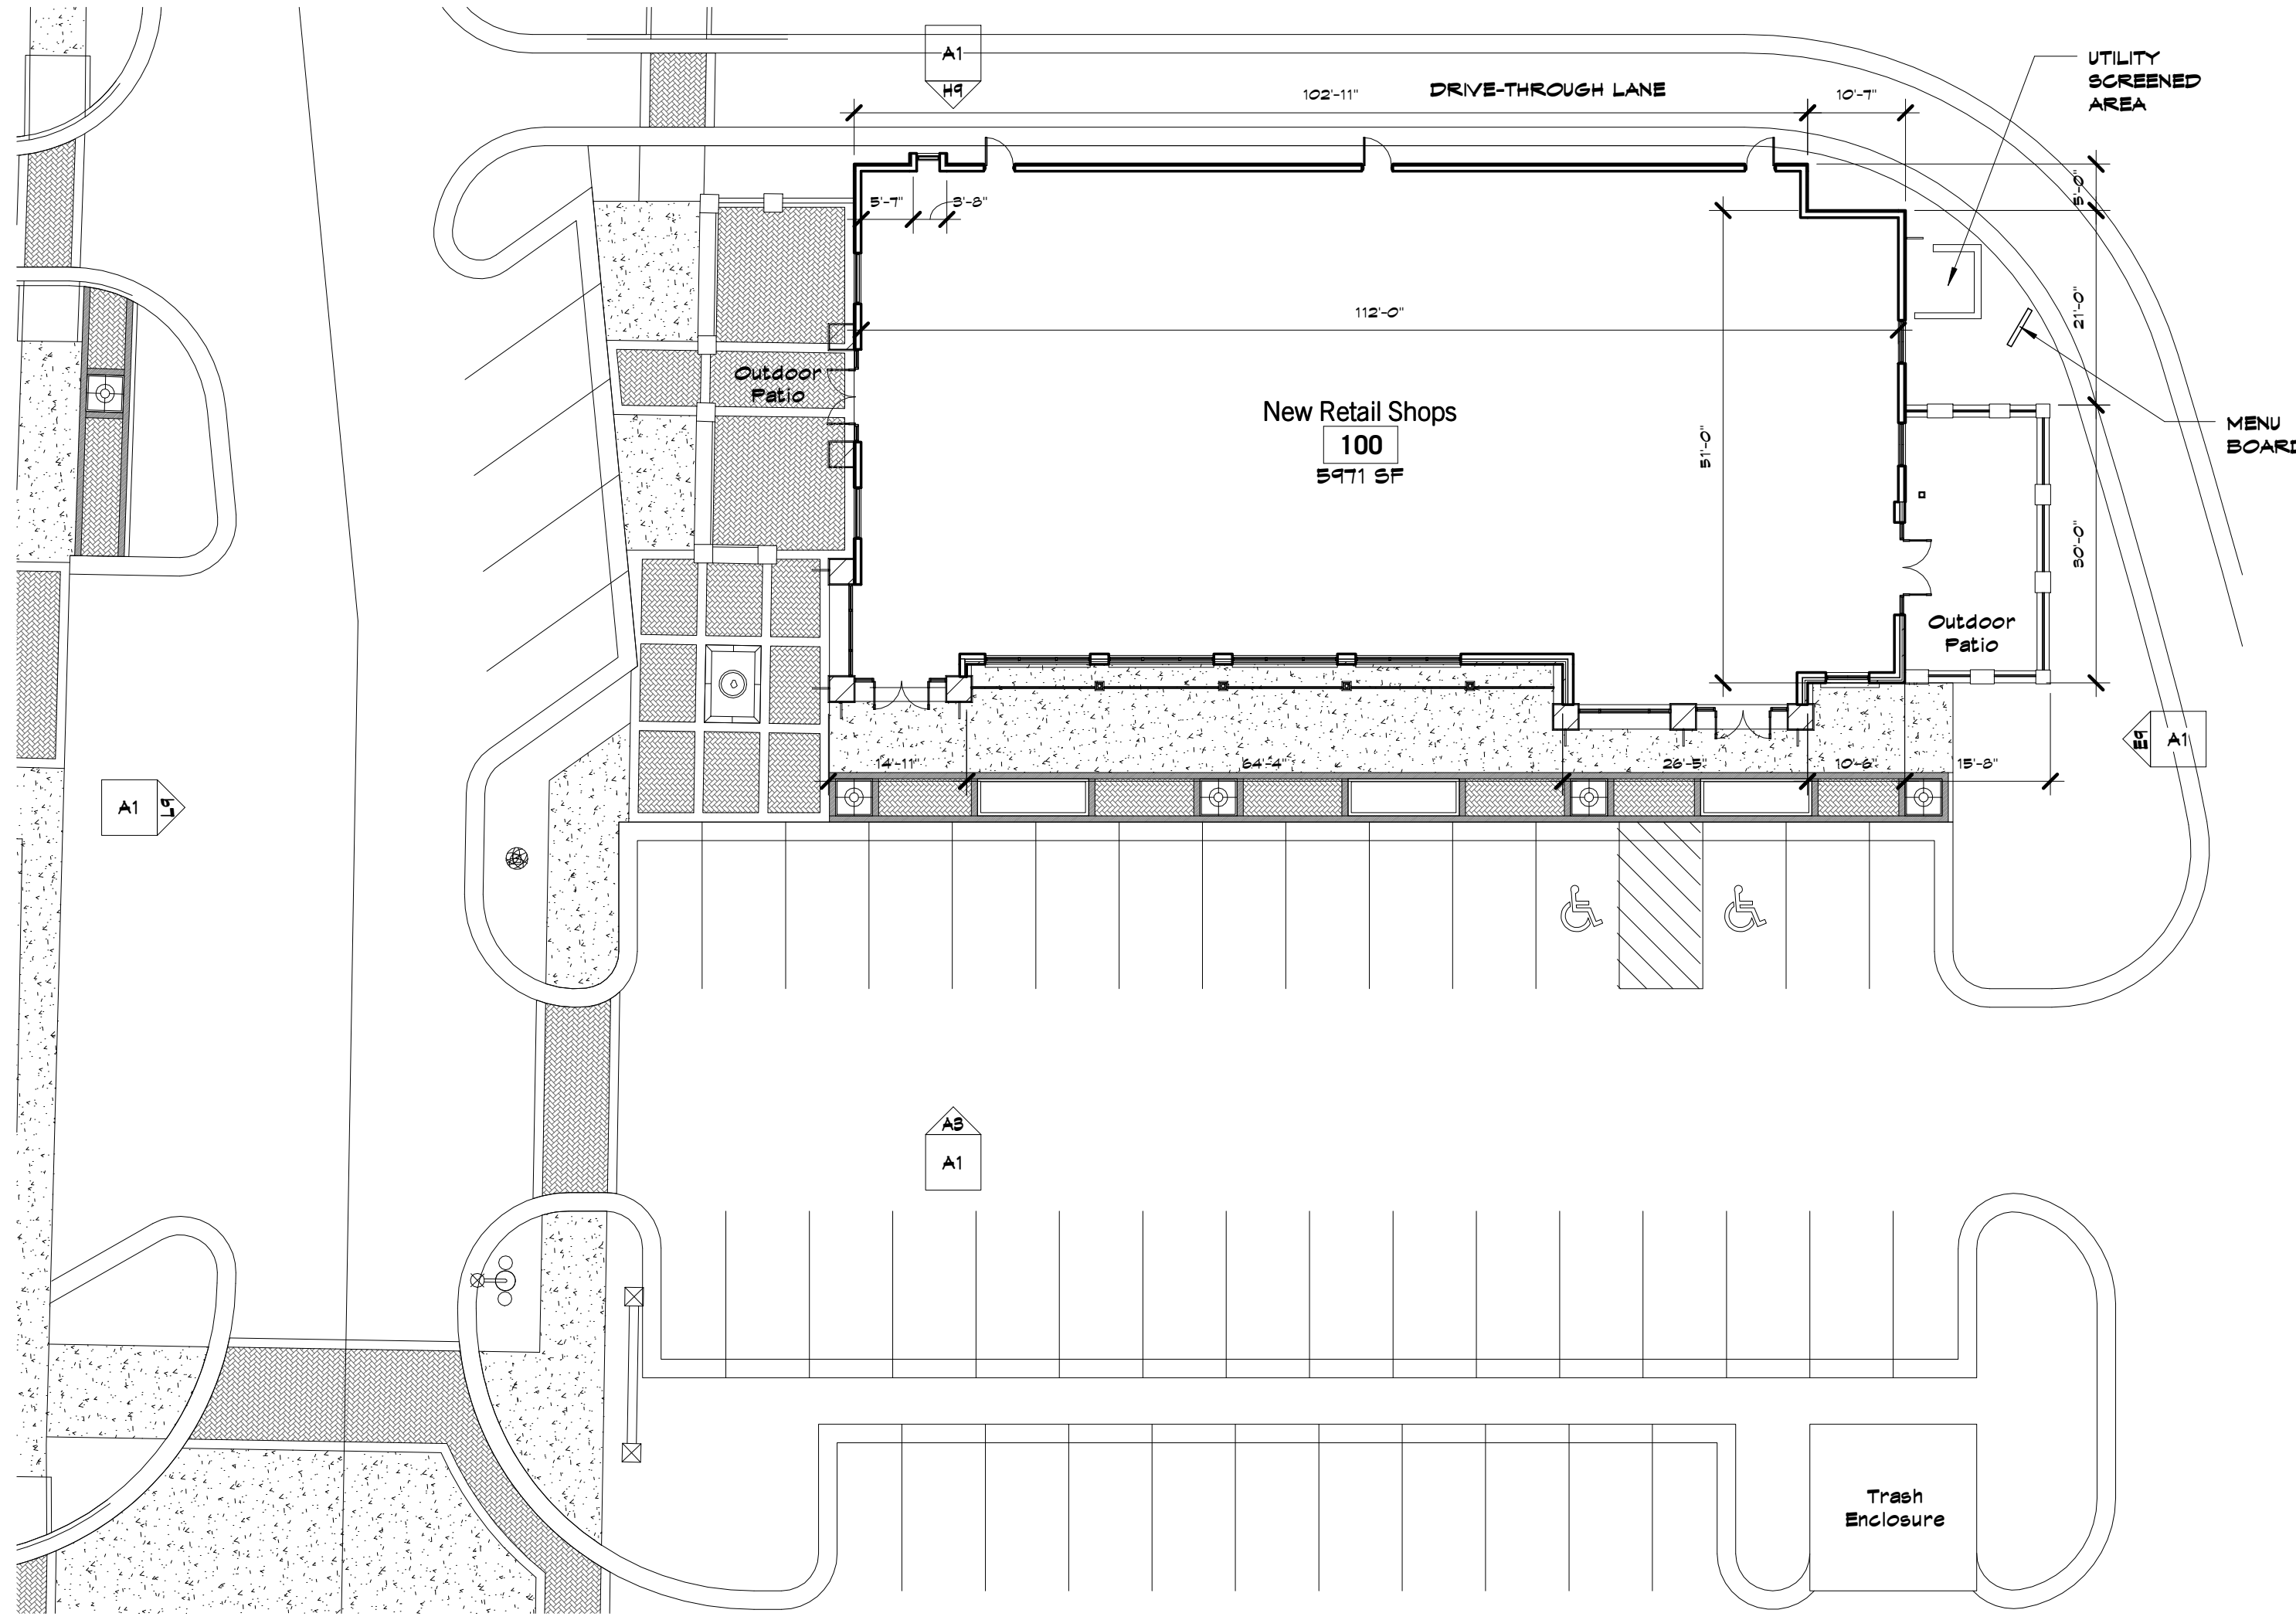 A1
H9
102'-11"
DRIVE-THROUGH LANE
10'-7"
UTILITY
SCREENED
AREA
5'-7"
3'-8"
5'-0"
21'-0"
112'-0"
Outdoor
Patio
New Retail Shops
100
5971 SF
51'-0"
MENU
30'-0"
Outdoor
Patio
A1
E9
A1
L9
14'-11"
64'-4"
26'-5"
10'-6"
15'-8"
A3
A1
Trash
Enclosure